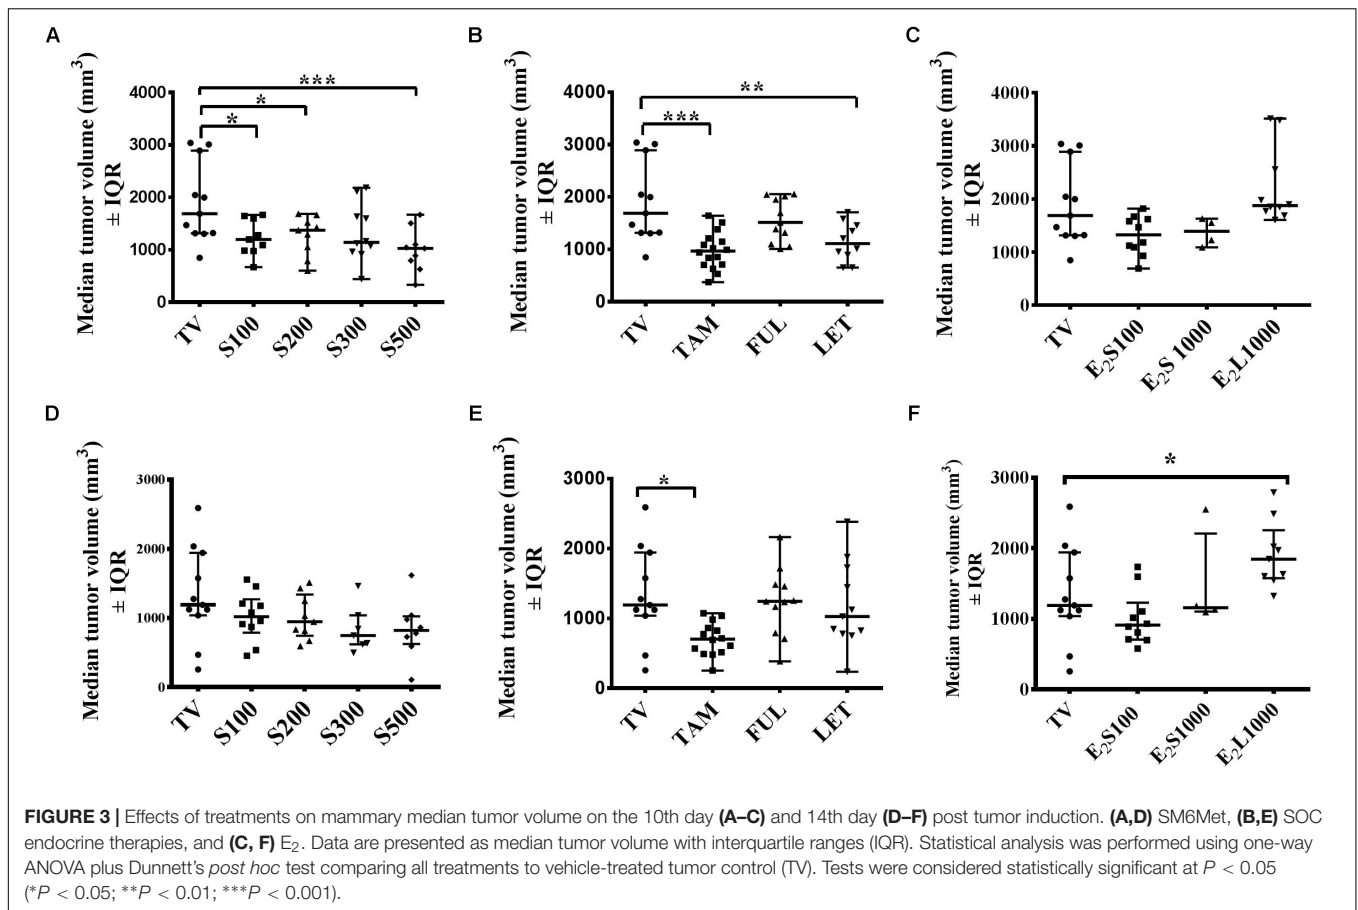 A
Median tumor volume (mm³)
± IQR
4000
3000
2000
1000
0
***
*
*
TV
S100
S200
S300
S500
B
Median tumor volume (mm³)
± IQR
4000
3000
2000
1000
0
**
***
TV
TAM
FUL
LET
C
Median tumor volume (mm³)
± IQR
4000
3000
2000
1000
0
TV
E₂S100
E₂S 1000
E₂L1000
D
Median tumor volume (mm³)
± IQR
3000
2000
1000
0
TV
S100
S200
S300
S500
E
Median tumor volume (mm³)
± IQR
3000
2000
1000
0
*
TV
TAM
FUL
LET
F
Median tumor volume (mm³)
± IQR
3000
2000
1000
0
*
TV
E₂S100
E₂S1000
E₂L1000
FIGURE 3 | Effects of treatments on mammary median tumor volume on the 10th day (A–C) and 14th day (D–F) post tumor induction. (A,D) SM6Met, (B,E) SOC
endocrine therapies, and (C, F) E₂. Data are presented as median tumor volume with interquartile ranges (IQR). Statistical analysis was performed using one-way
ANOVA plus Dunnett's post hoc test comparing all treatments to vehicle-treated tumor control (TV). Tests were considered statistically significant at P < 0.05
(*P < 0.05; **P < 0.01; ***P < 0.001).